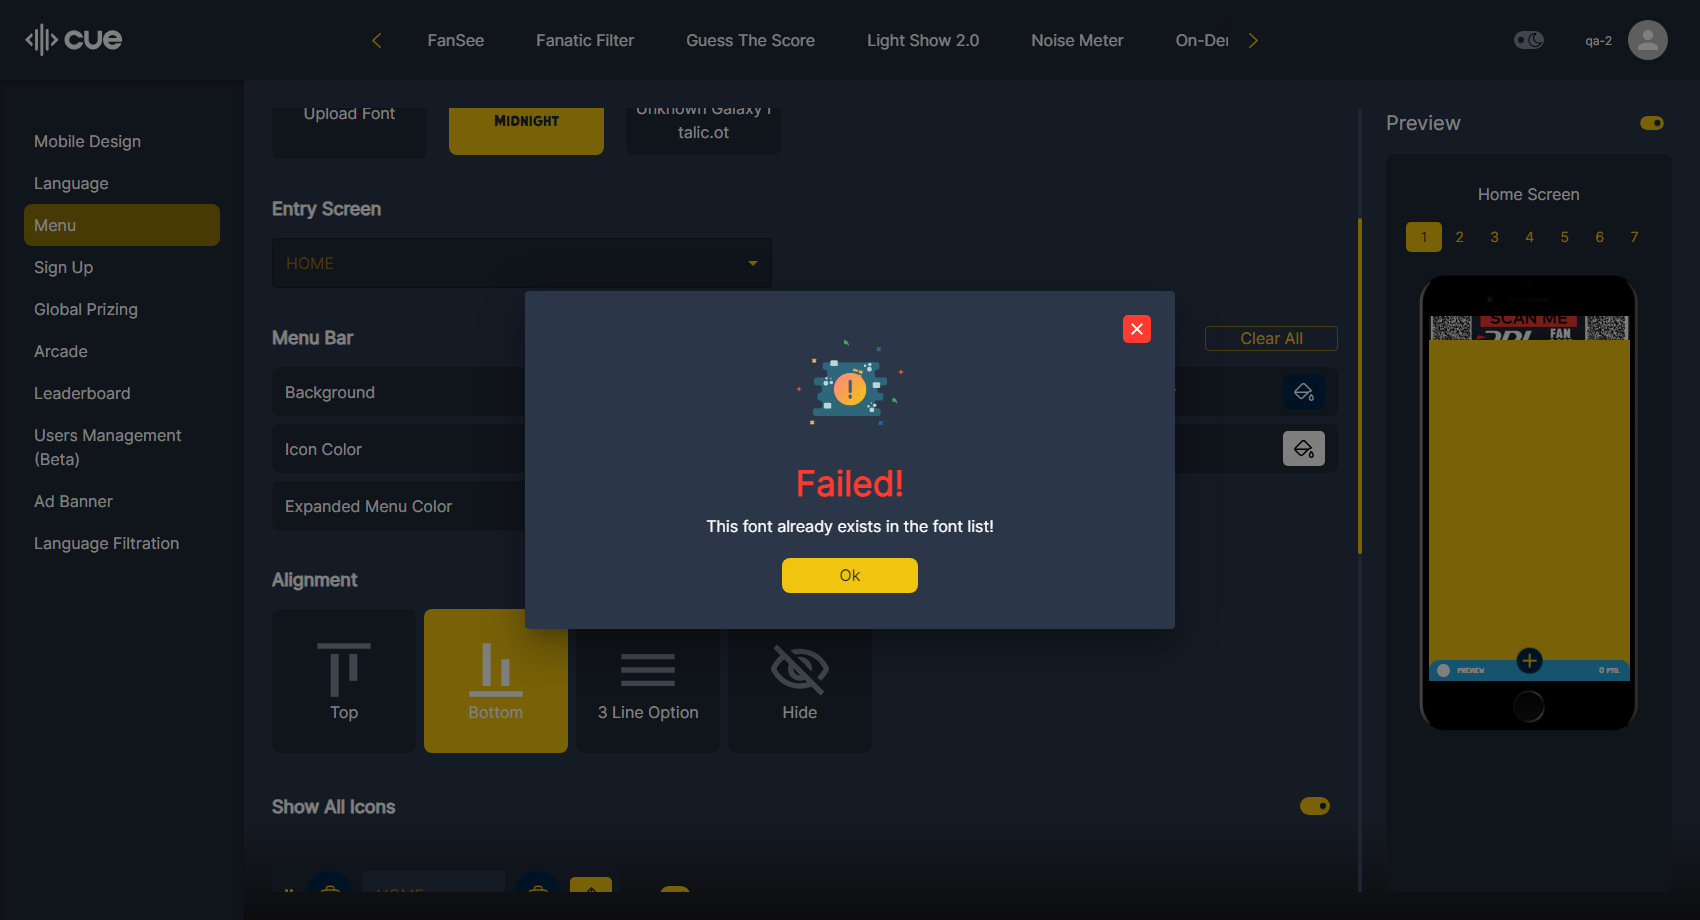 cue
FanSee
Fanatic Filter
Guess The Score
Light Show 2.0
Noise Meter
On-Der
qa-2
Mobile Design
Language
Menu
Sign Up
Global Prizing
Arcade
Leaderboard
Users Management
(Beta)
Ad Banner
Language Filtration
Upload Font
MIDNIGHT
Unknown Galaxy I
talic.ot
Entry Screen
HOME
Menu Bar
Clear All
Background
Icon Color
Expanded Menu Color
Failed!
This font already exists in the font list!
Ok
Alignment
Top
Bottom
3 Line Option
Hide
Show All Icons
HOME
Preview
Home Screen
1 2 3 4 5 6 7
SCAN ME
FAN
PREVIEW
0 PTS.